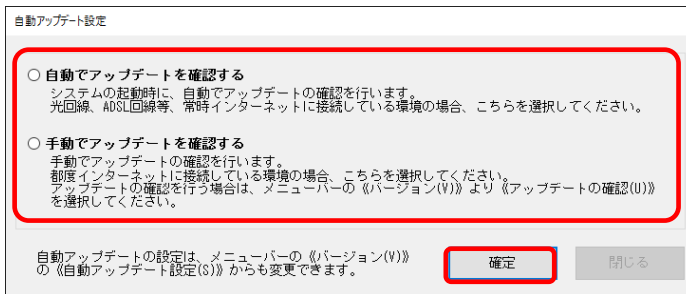 自動アップデート設定
○ 自動でアップデートを確認する
システムの起動時に、自動でアップデートの確認を行います。
光回線、ADSL回線等、常時インターネットに接続している環境の場合、こちらを選択してください。
○ 手動でアップデートを確認する
手動でアップデートの確認を行います。
都度インターネットに接続している環境の場合、こちらを選択してください。
アップデートの確認を行う場合は、メニューバーの《バージョン(V)》より《アップデートの確認(U)》
を選択してください。
自動アップデートの設定は、メニューバーの《バージョン(V)》
の《自動アップデート設定(S)》からも変更できます。
確定
閉じる